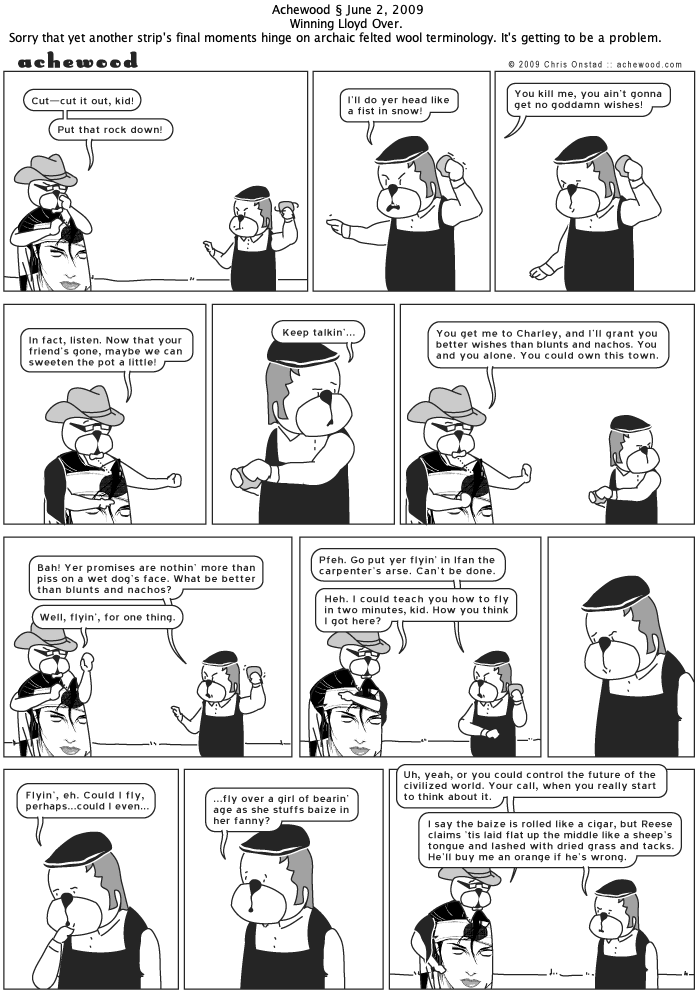 Achewood § June 2, 2009
Winning Lloyd Over.
Sorry that yet another strip's final moments hinge on archaic felted wool terminology. It's getting to be a problem.
achewood
© 2009 Chris Onstad :: achewood.com
Cut—cut it out, kid!
Put that rock down!
I'll do yer head like
a fist in snow!
You kill me, you ain't gonna
get no goddamn wishes!
In fact, listen. Now that your
friend's gone, maybe we can
sweeten the pot a little!
Keep talkin'...
You get me to Charley, and I'll grant you
better wishes than blunts and nachos. You
and you alone. You could own this town.
Bah! Yer promises are nothin' more than
piss on a wet dog's face. What be better
than blunts and nachos?
Well, flyin', for one thing.
Pfeh. Go put yer flyin' in Ifan the
carpenter's arse. Can't be done.
Heh. I could teach you how to fly
in two minutes, kid. How you think
I got here?
Flyin', eh. Could I fly,
perhaps...could I even...
...fly over a girl of bearin'
age as she stuffs baize in
her fanny?
Uh, yeah, or you could control the future of the
civilized world. Your call, when you really start
to think about it.
I say the baize is rolled like a cigar, but Reese
claims 'tis laid flat up the middle like a sheep's
tongue and lashed with dried grass and tacks.
He'll buy me an orange if he's wrong.